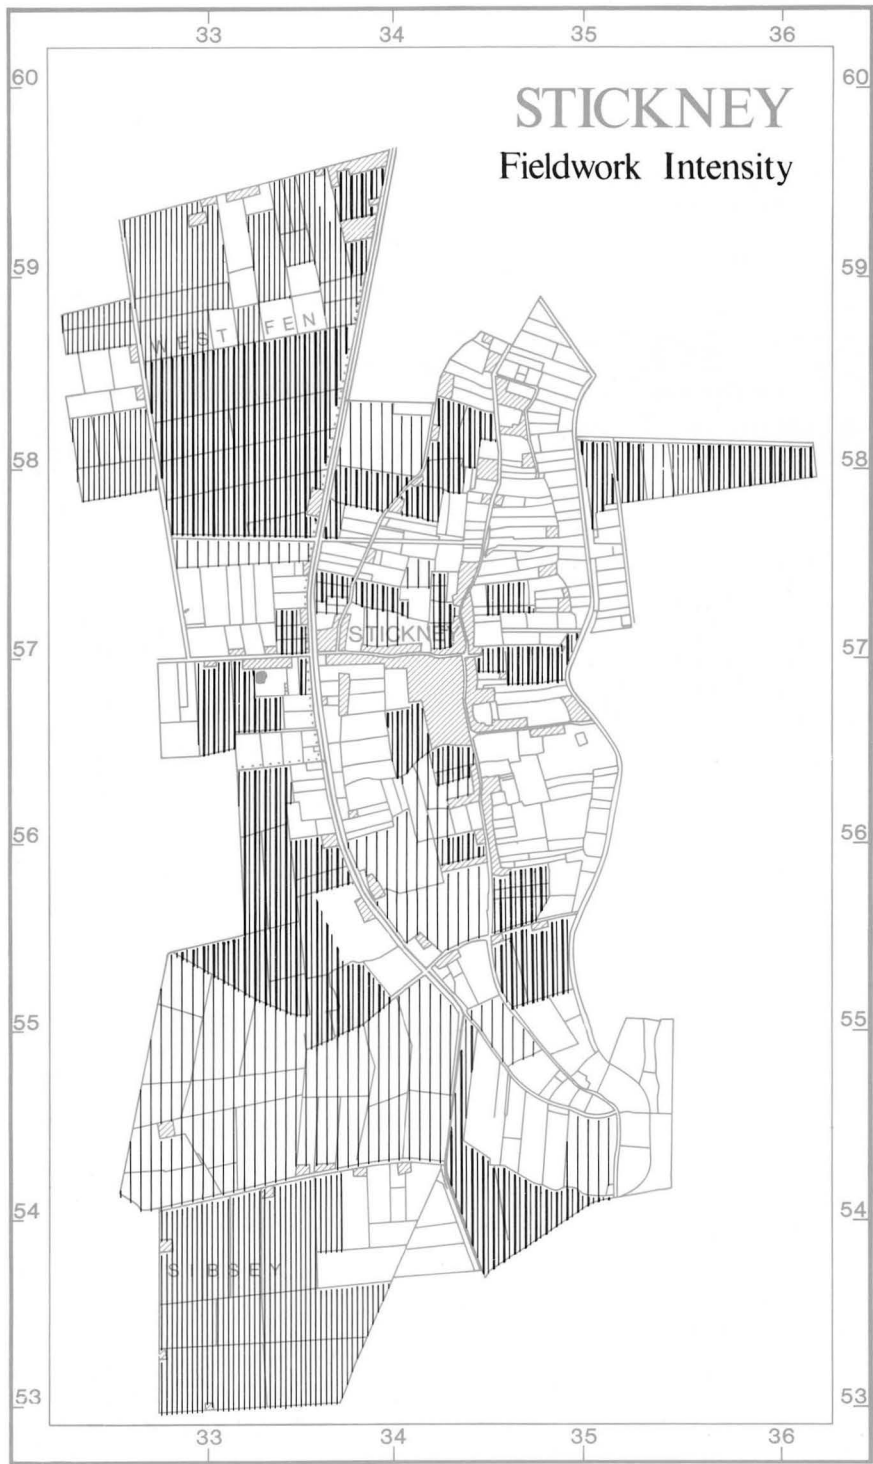 33 34 35 36
60 60
STICKNEY
Fieldwork Intensity
59 59
WEST FEN
58 58
57 STICKNEY 57
56 56
55 55
54 54
SIBSEY
53 53
33 34 35 36